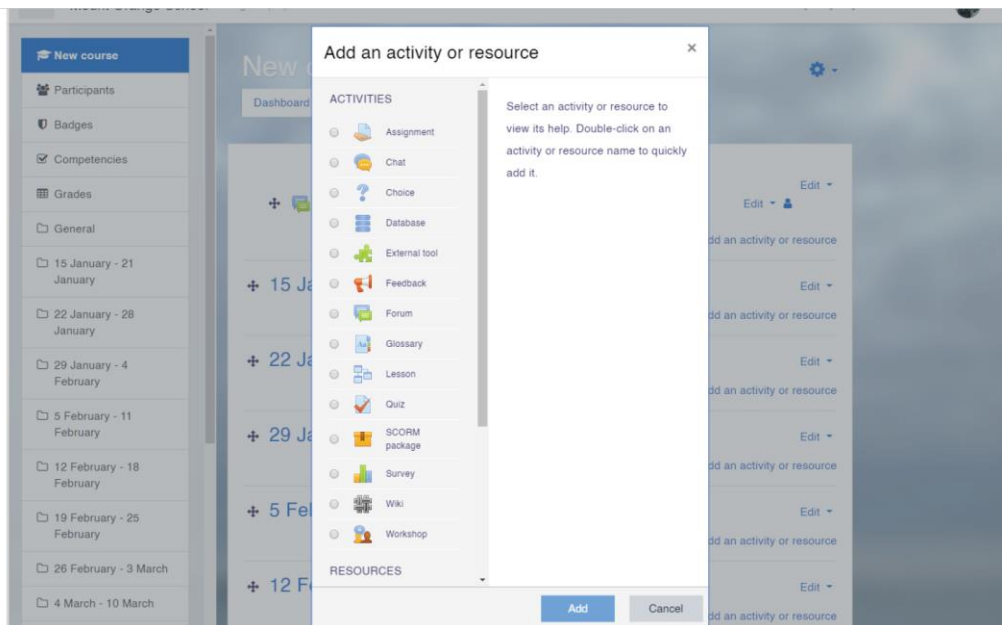 New course
Participants
Badges
Competencies
Grades
General
15 January - 21
January
22 January - 28
January
29 January - 4
February
5 February - 11
February
12 February - 18
February
19 February - 25
February
26 February - 3 March
4 March - 10 March
New
Dashboard
Edit
Edit
dd an activity or resource
15 Ja
Edit
dd an activity or resource
22 Ja
Edit
dd an activity or resource
29 Ja
Edit
dd an activity or resource
5 Fe
Edit
dd an activity or resource
12 F
Edit
dd an activity or resource
Add an activity or resource
×
ACTIVITIES
Assignment
Chat
Choice
Database
External tool
Feedback
Forum
Glossary
Lesson
Quiz
SCORM
package
Survey
Wiki
Workshop
RESOURCES
Select an activity or resource to
view its help. Double-click on an
activity or resource name to quickly
add it.
Add
Cancel